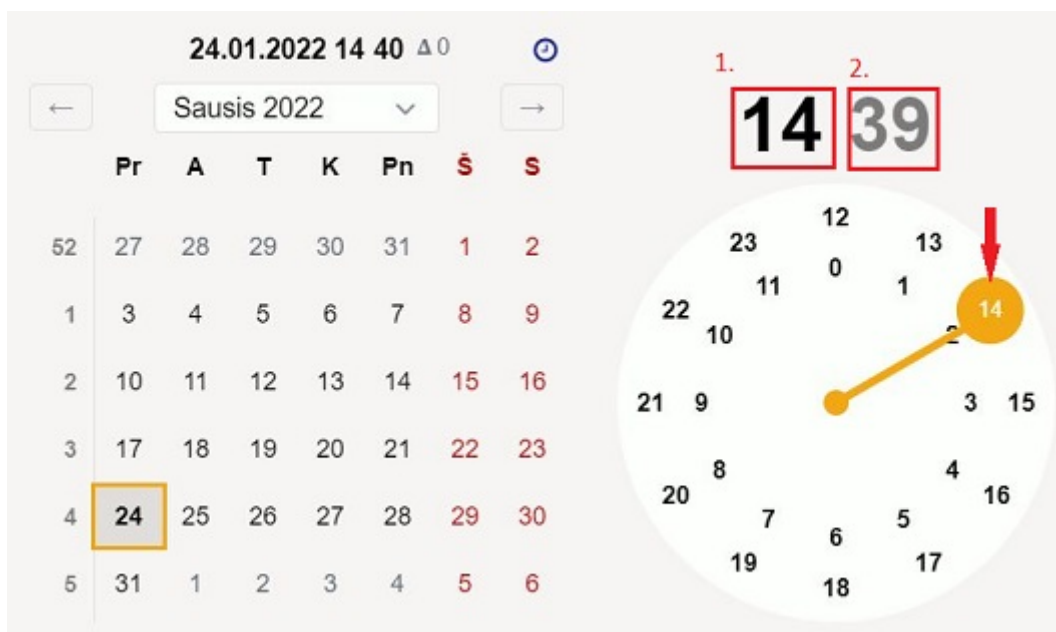 24.01.2022 14 40 Δ 0
← Sausis 2022 →
Pr A T K Pn Š S
52 27 28 29 30 31 1 2
1 3 4 5 6 7 8 9
2 10 11 12 13 14 15 16
3 17 18 19 20 21 22 23
4 24 25 26 27 28 29 30
5 31 1 2 3 4 5 6
1. 2.
14 39
12
23 13
0
11 1
22 14
10 2
21 9 3 15
8 4
20 16
7 5
6
19 17
18